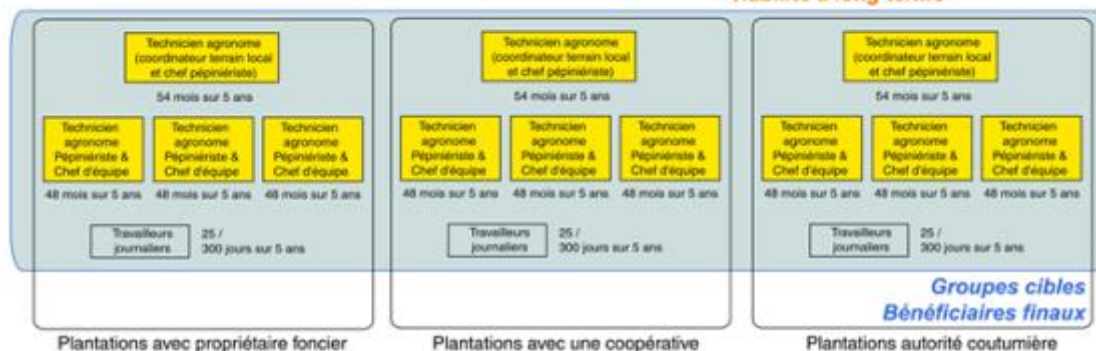 Viabilité à long terme
Technicien agronome
(coordinateur terrain local
et chef pépiniériste)
54 mois sur 5 ans
Technicien
agronome
Pépiniériste &
Chef d'équipe
48 mois sur 5 ans
Technicien
agronome
Pépiniériste &
Chef d'équipe
48 mois sur 5 ans
Technicien
agronome
Pépiniériste &
Chef d'équipe
48 mois sur 5 ans
Travailleurs
journaliers
25 /
300 jours sur 5 ans
Plantations avec propriétaire foncier
Technicien agronome
(coordinateur terrain local
et chef pépiniériste)
54 mois sur 5 ans
Technicien
agronome
Pépiniériste &
Chef d'équipe
48 mois sur 5 ans
Technicien
agronome
Pépiniériste &
Chef d'équipe
48 mois sur 5 ans
Technicien
agronome
Pépiniériste &
Chef d'équipe
48 mois sur 5 ans
Travailleurs
journaliers
25 /
300 jours sur 5 ans
Plantations avec une coopérative
Technicien agronome
(coordinateur terrain local
et chef pépiniériste)
54 mois sur 5 ans
Technicien
agronome
Pépiniériste &
Chef d'équipe
48 mois sur 5 ans
Technicien
agronome
Pépiniériste &
Chef d'équipe
48 mois sur 5 ans
Technicien
agronome
Pépiniériste &
Chef d'équipe
48 mois sur 5 ans
Travailleurs
journaliers
25 /
300 jours sur 5 ans
Groupes cibles
Bénéficiaires finaux
Plantations autorité coutumière